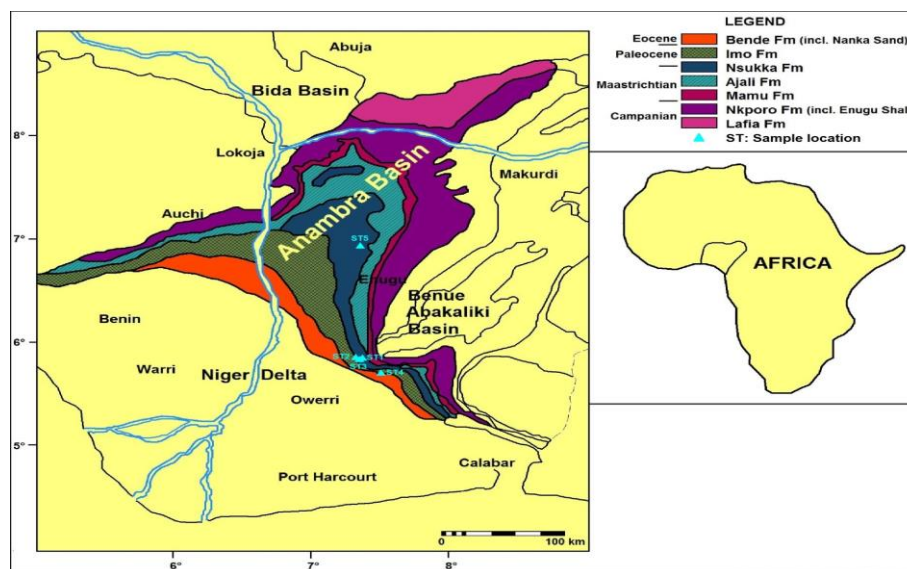 Abuja
Bida Basin
8°
Lokoja
Makurdi
Anambra Basin
Auchi
7°
ST5
Enugu
Benue
Abakaliki
Basin
Benin
6°
ST2
ST1
ST3
ST4
Warri
Niger Delta
Owerri
5°
Calabar
Port Harcourt
0 100 km
6°
7°
8°
LEGEND
Eocene Bende Fm (incl. Nanka Sand)
Paleocene Imo Fm
Nsukka Fm
Maastrichtian Ajali Fm
Mamu Fm
Campanian Nkporo Fm (incl. Enugu Shal
Lafia Fm
ST: Sample location
AFRICA